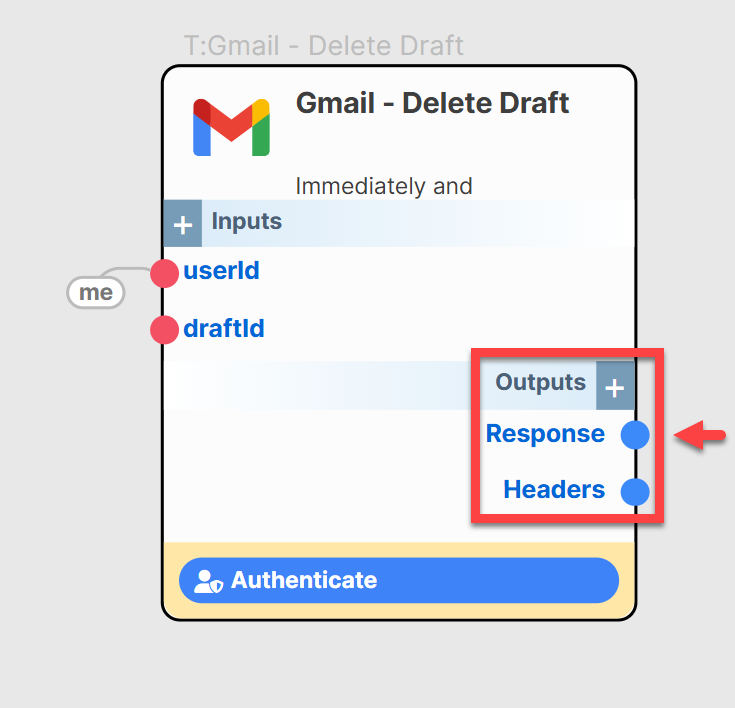 T:Gmail - Delete Draft
Gmail - Delete Draft
Immediately and
+ Inputs
me
userId
draftId
Outputs +
Response
Headers
Authenticate